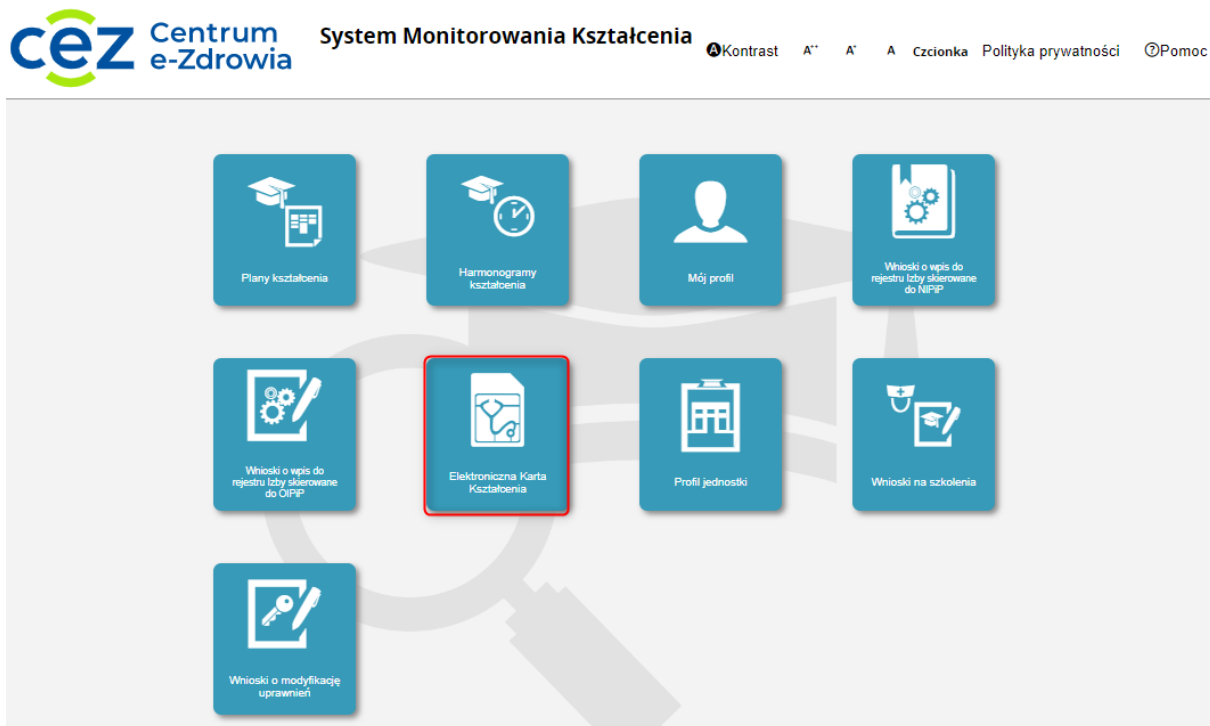 cez Centrum
e-Zdrowia
System Monitorowania Kształcenia
A Kontrast A++ A+ A Czcionka Polityka prywatności ?Pomoc
Plany kształcenia
Harmonogramy
kształcenia
Mój profil
Wnioski o wpis do
rejestru Izby skierowane
do NIPiP
Wnioski o wpis do
rejestru Izby skierowane
do OIPiP
Elektroniczna Karta
Kształcenia
Profil jednostki
Wnioski na szkolenia
Wnioski o modyfikację
uprawnień